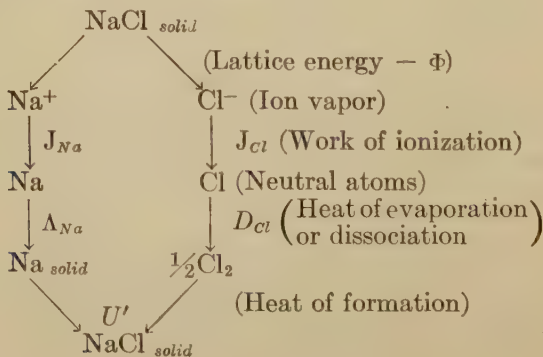 NaCl solid
(Lattice energy — Φ)
Na⁺ Cl⁻ (Ion vapor)
J_Na J_Cl (Work of ionization)
Na Cl (Neutral atoms)
Λ_Na D_Cl (Heat of evaporation
or dissociation)
Na solid ½Cl₂
U′ (Heat of formation)
NaCl solid